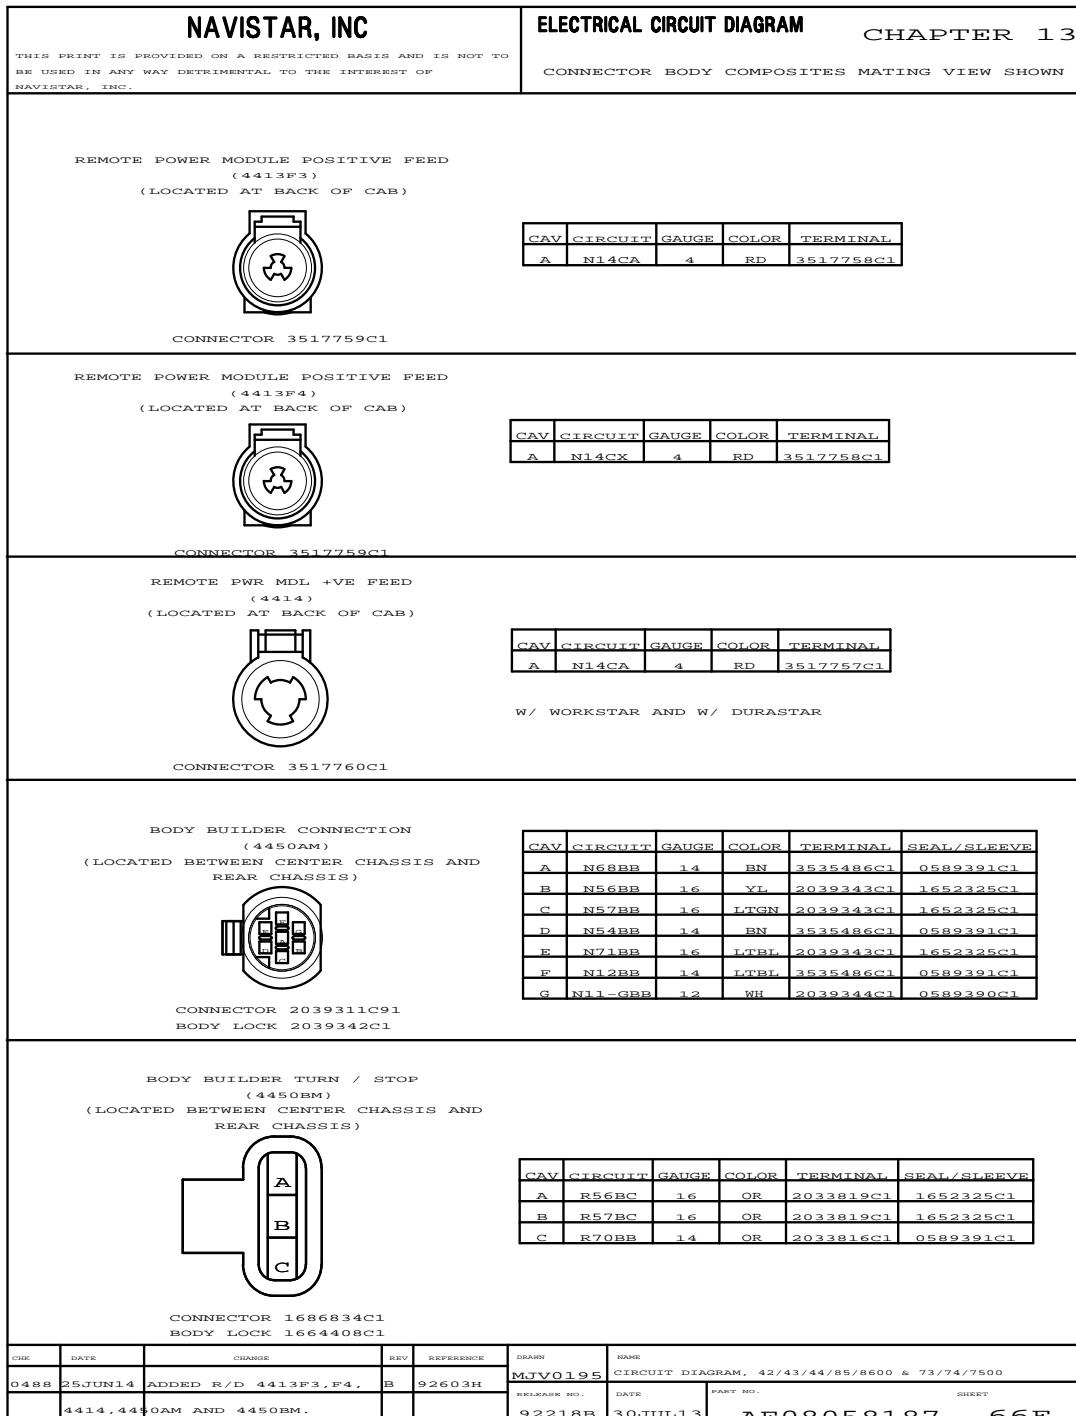 NAVISTAR, INC
THIS PRINT IS PROVIDED ON A RESTRICTED BASIS AND IS NOT TO
BE USED IN ANY WAY DETRIMENTAL TO THE INTEREST OF
NAVISTAR, INC.
ELECTRICAL CIRCUIT DIAGRAM
CHAPTER 13
CONNECTOR BODY COMPOSITES MATING VIEW SHOWN
REMOTE POWER MODULE POSITIVE FEED
(4413F3)
(LOCATED AT BACK OF CAB)
CONNECTOR 3517759C1
CAV CIRCUIT GAUGE COLOR TERMINAL
A N14CA 4 RD 3517758C1
REMOTE POWER MODULE POSITIVE FEED
(4413F4)
(LOCATED AT BACK OF CAB)
CONNECTOR 3517759C1
CAV CIRCUIT GAUGE COLOR TERMINAL
A N14CX 4 RD 3517758C1
REMOTE PWR MDL +VE FEED
(4414)
(LOCATED AT BACK OF CAB)
CONNECTOR 3517760C1
CAV CIRCUIT GAUGE COLOR TERMINAL
A N14CA 4 RD 3517757C1
W/ WORKSTAR AND W/ DURASTAR
BODY BUILDER CONNECTION
(4450AM)
(LOCATED BETWEEN CENTER CHASSIS AND
REAR CHASSIS)
CONNECTOR 2039311C91
BODY LOCK 2039342C1
CAV CIRCUIT GAUGE COLOR TERMINAL SEAL/SLEEVE
A N68BB 14 BN 3535486C1 0589391C1
B N56BB 16 YL 2039343C1 1652325C1
C N57BB 16 LTGN 2039343C1 1652325C1
D N54BB 14 BN 3535486C1 0589391C1
E N71BB 16 LTBL 2039343C1 1652325C1
F N12BB 14 LTBL 3535486C1 0589391C1
G N11-GBB 12 WH 2039344C1 0589390C1
BODY BUILDER TURN / STOP
(4450BM)
(LOCATED BETWEEN CENTER CHASSIS AND
REAR CHASSIS)
A
B
C
CONNECTOR 1686834C1
BODY LOCK 1664408C1
CAV CIRCUIT GAUGE COLOR TERMINAL SEAL/SLEEVE
A R56BC 16 OR 2033819C1 1652325C1
B R57BC 16 OR 2033819C1 1652325C1
C R70BB 14 OR 2033816C1 0589391C1
CHK DATE CHANGE REV REFERENCE
0488 25JUN14 ADDED R/D 4413F3,F4, B 92603H
4414,4450AM AND 4450BM.
DRAWN NAME
MJV0195 CIRCUIT DIAGRAM, 42/43/44/85/8600 & 73/74/7500
RELEASE NO. DATE PART NO. SHEET
92218B 30JUL13 AE08058187 66F